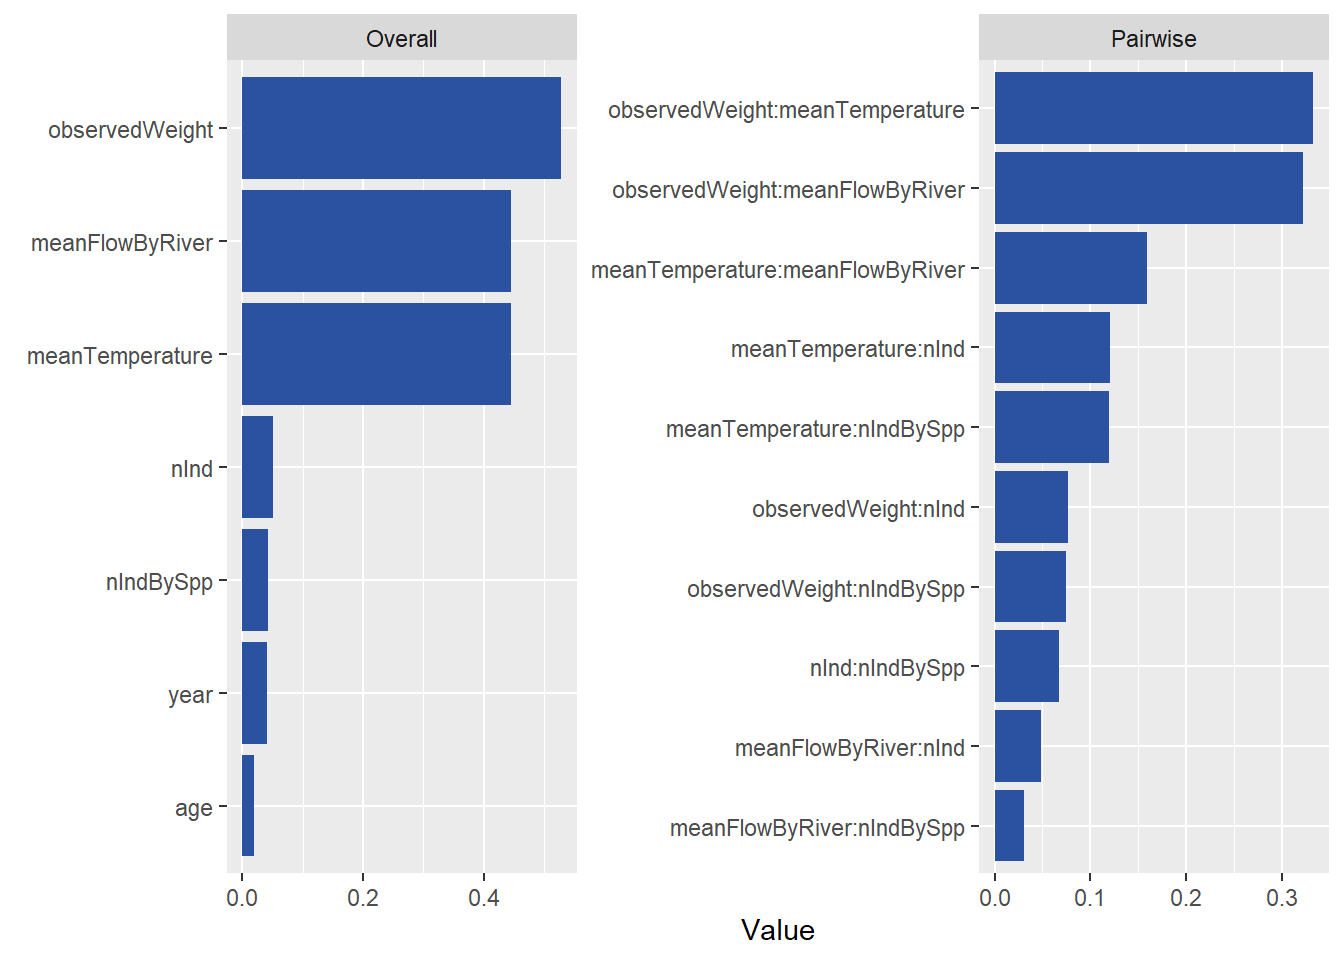 Overall
observedWeight
meanFlowByRiver
meanTemperature
nInd
nIndBySpp
year
age
0.0 0.2 0.4
Pairwise
observedWeight:meanTemperature
observedWeight:meanFlowByRiver
meanTemperature:meanFlowByRiver
meanTemperature:nInd
meanTemperature:nIndBySpp
observedWeight:nInd
observedWeight:nIndBySpp
nInd:nIndBySpp
meanFlowByRiver:nInd
meanFlowByRiver:nIndBySpp
0.0 0.1 0.2 0.3
Value